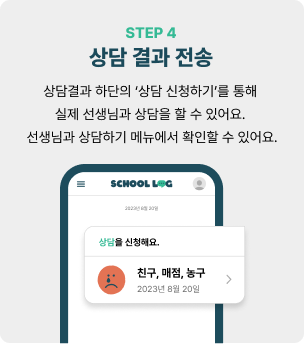 STEP 4
상담 결과 전송
상담결과 하단의 ‘상담 신청하기’를 통해
실제 선생님과 상담을 할 수 있어요.
선생님과 상담하기 메뉴에서 확인할 수 있어요.
SCHOOL LOG
2023년 8월 20일
상담을 신청해요.
친구, 매점, 농구
2023년 8월 20일